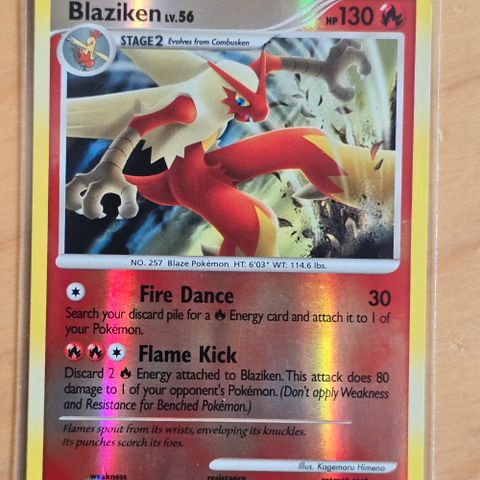 Blaziken LV.56 HP 130
STAGE 2 Evolves from Combusken
NO. 257 Blaze Pokémon HT: 6'03" WT: 114.6 lbs.
Fire Dance 30
Search your discard pile for a Energy card and attach it to 1 of
your Pokémon.
Flame Kick
Discard 2 Energy attached to Blaziken. This attack does 80
damage to 1 of your opponent's Pokémon. (Don't apply Weakness
and Resistance for Benched Pokémon.)
Flames spout from its wrists, enveloping its knuckles.
Its punches scorch its foes.
Illus. Kagemaru Himeno
weakness resistance retreat cost